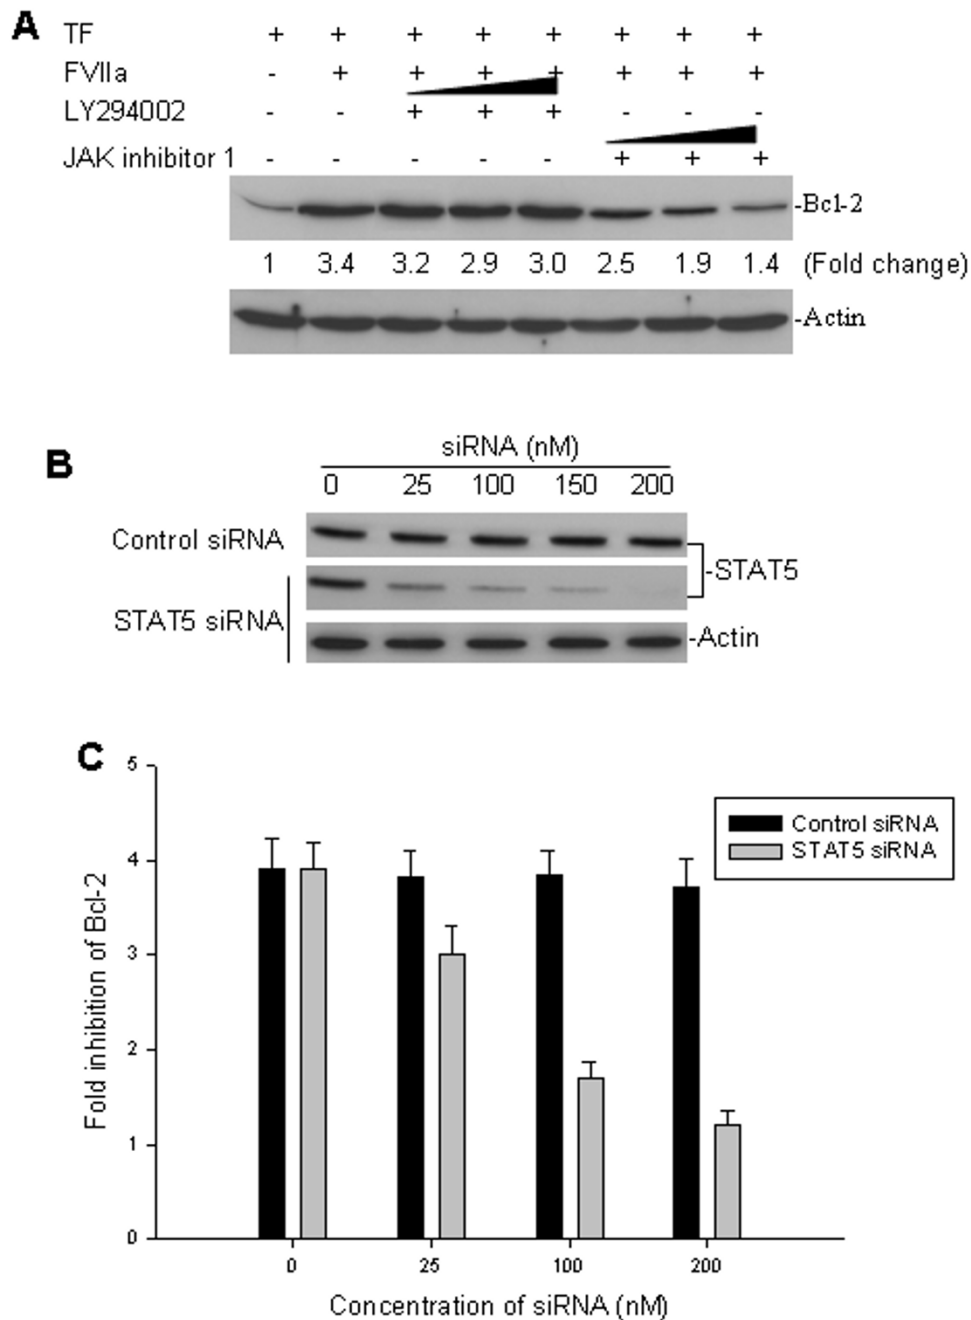 A
TF + + + + + + + +
FVIIa - + + + + + + +
LY294002 - - + + + - - -
JAK inhibitor 1 - - - - - + + +
-Bcl-2
1 3.4 3.2 2.9 3.0 2.5 1.9 1.4 (Fold change)
-Actin
B
siRNA (nM)
0 25 100 150 200
Control siRNA
-STAT5
STAT5 siRNA
-Actin
C
5
4
3
2
1
0
Fold inhibition of Bcl-2
Control siRNA
STAT5 siRNA
0 25 100 200
Concentration of siRNA (nM)